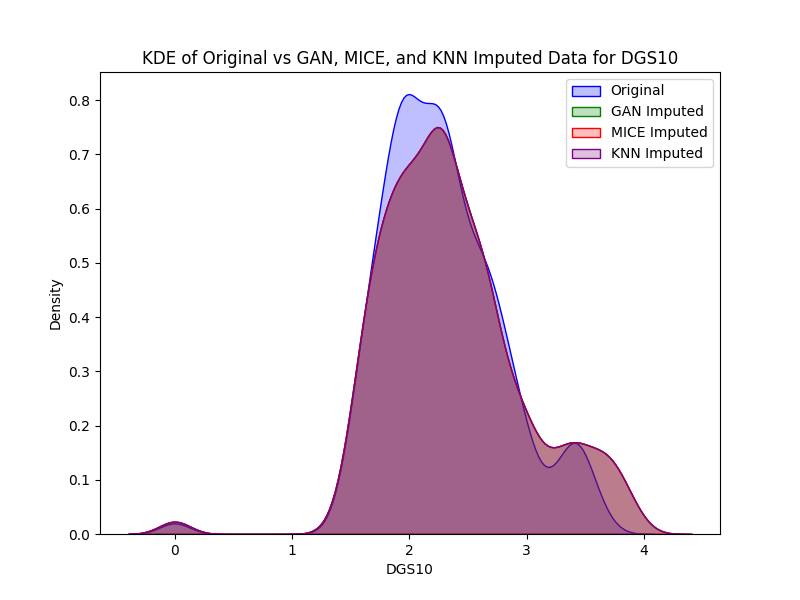 KDE of Original vs GAN, MICE, and KNN Imputed Data for DGS10
Original
GAN Imputed
MICE Imputed
KNN Imputed
Density
0.8
0.7
0.6
0.5
0.4
0.3
0.2
0.1
0.0
0 1 2 3 4
DGS10